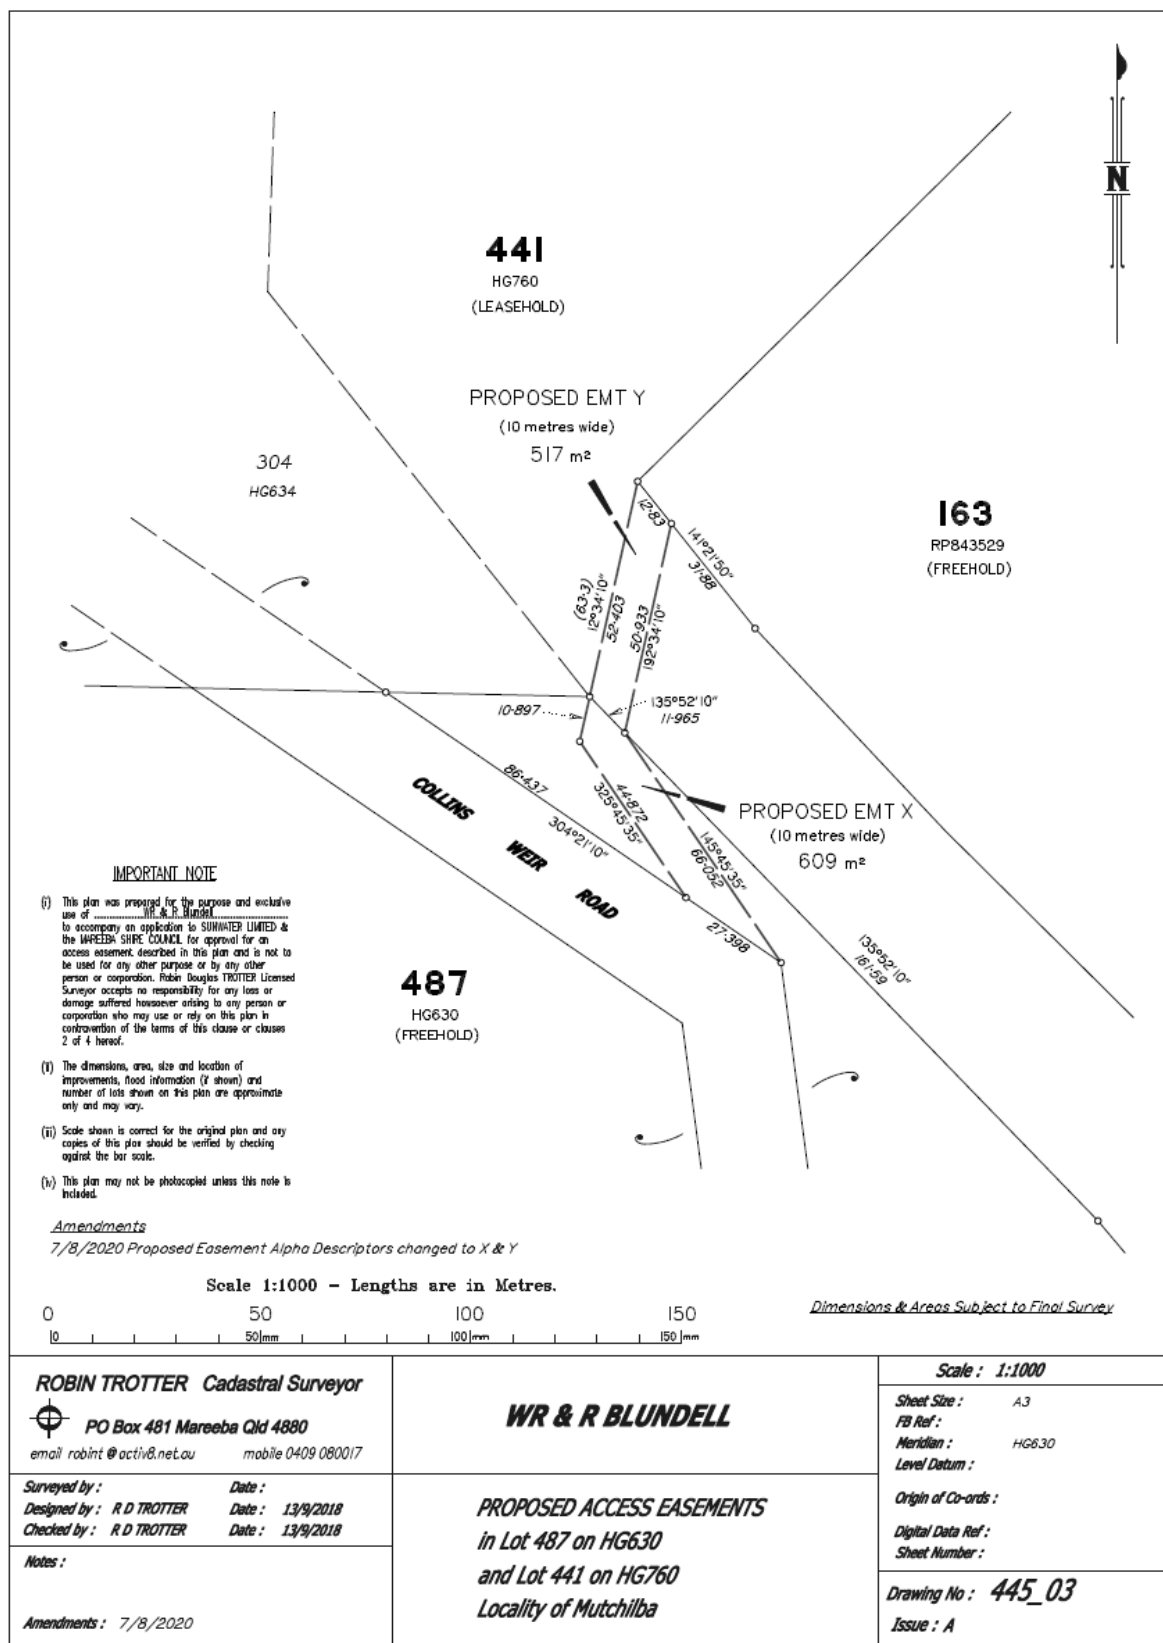 N
441
HG760
(LEASEHOLD)
PROPOSED EMT Y
(10 metres wide)
517 m²
304
HG634
163
RP843529
(FREEHOLD)
12·83
141°21'50"
31·88
(63·3)
12°34'10"
52·403
50·933
192°34'10"
10·897
135°52'10"
11·965
86·437
304°21'10"
44·872
325°45'35"
145°45'35"
66·052
COLLINS
WEIR
ROAD
PROPOSED EMT X
(10 metres wide)
609 m²
27·398
135°52'10"
161·59
487
HG630
(FREEHOLD)
IMPORTANT NOTE
(i) This plan was prepared for the purpose and exclusive
use of WR & R Blundell
to accompany an application to SUNWATER LIMITED &
the MAREEBA SHIRE COUNCIL for approval for an
access easement described in this plan and is not to
be used for any other purpose or by any other
person or corporation. Robin Douglas TROTTER Licensed
Surveyor accepts no responsibility for any loss or
damage suffered howsoever arising to any person or
corporation who may use or rely on this plan in
contravention of the terms of this clause or clauses
2 of 4 hereof.
(ii) The dimensions, area, size and location of
improvements, flood information (if shown) and
number of lots shown on this plan are approximate
only and may vary.
(iii) Scale shown is correct for the original plan and any
copies of this plan should be verified by checking
against the bar scale.
(iv) This plan may not be photocopied unless this note is
included.
Amendments
7/8/2020 Proposed Easement Alpha Descriptors changed to X & Y
Scale 1:1000 - Lengths are in Metres.
0 50 100 150
0 50mm 100mm 150mm
Dimensions & Areas Subject to Final Survey
ROBIN TROTTER Cadastral Surveyor
PO Box 481 Mareeba Qld 4880
email robint @ activ8.net.au mobile 0409 080017
Surveyed by : Date :
Designed by : R D TROTTER Date : 13/9/2018
Checked by : R D TROTTER Date : 13/9/2018
Notes :
Amendments : 7/8/2020
WR & R BLUNDELL
PROPOSED ACCESS EASEMENTS
in Lot 487 on HG630
and Lot 441 on HG760
Locality of Mutchilba
Scale : 1:1000
Sheet Size : A3
FB Ref :
Meridian : HG630
Level Datum :
Origin of Co-ords :
Digital Data Ref :
Sheet Number :
Drawing No : 445_03
Issue : A